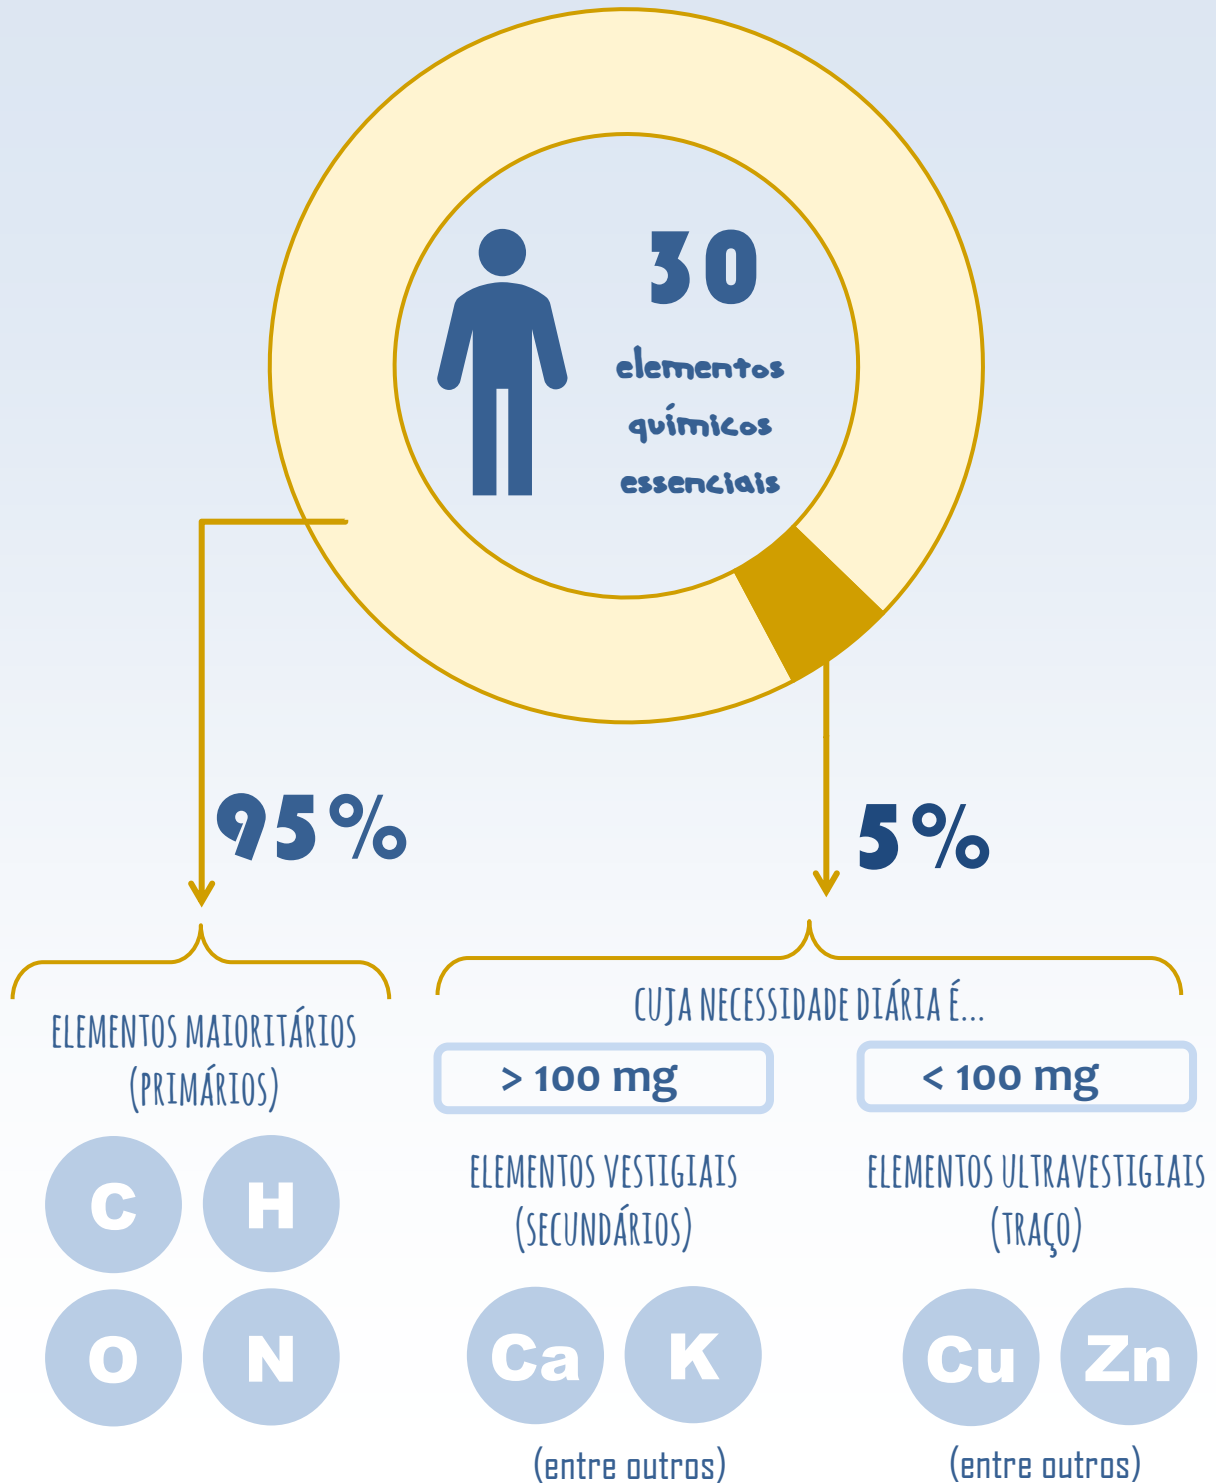 30
elementos
químicos
essenciais
95%
5%
ELEMENTOS MAIORITÁRIOS
(PRIMÁRIOS)
C H
O N
CUJA NECESSIDADE DIÁRIA É...
> 100 mg
ELEMENTOS VESTIGIAIS
(SECUNDÁRIOS)
Ca K
(entre outros)
< 100 mg
ELEMENTOS ULTRAVESTIGIAIS
(TRAÇO)
Cu Zn
(entre outros)